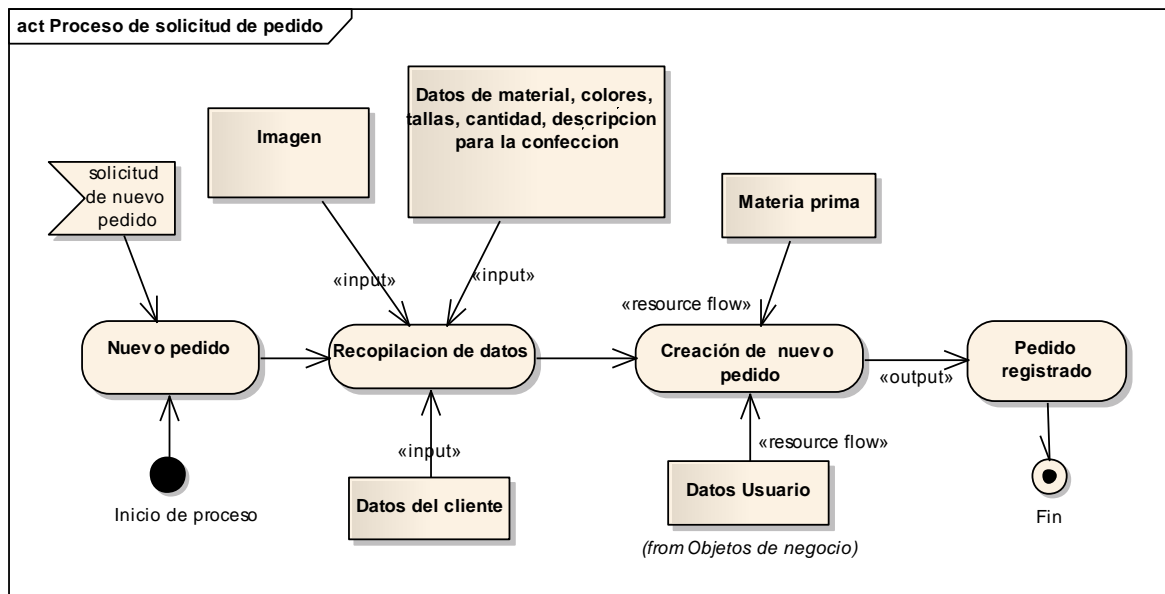 act Proceso de solicitud de pedido
Imagen
Datos de material, colores,
tallas, cantidad, descripcion
para la confeccion
solicitud
de nuevo
pedido
Materia prima
«input»
«input»
«resource flow»
Nuevo pedido
Recopilacion de datos
Creación de nuevo
pedido
Pedido
registrado
«output»
«input»
«resource flow»
Datos del cliente
Datos Usuario
Inicio de proceso
Fin
(from Objetos de negocio)